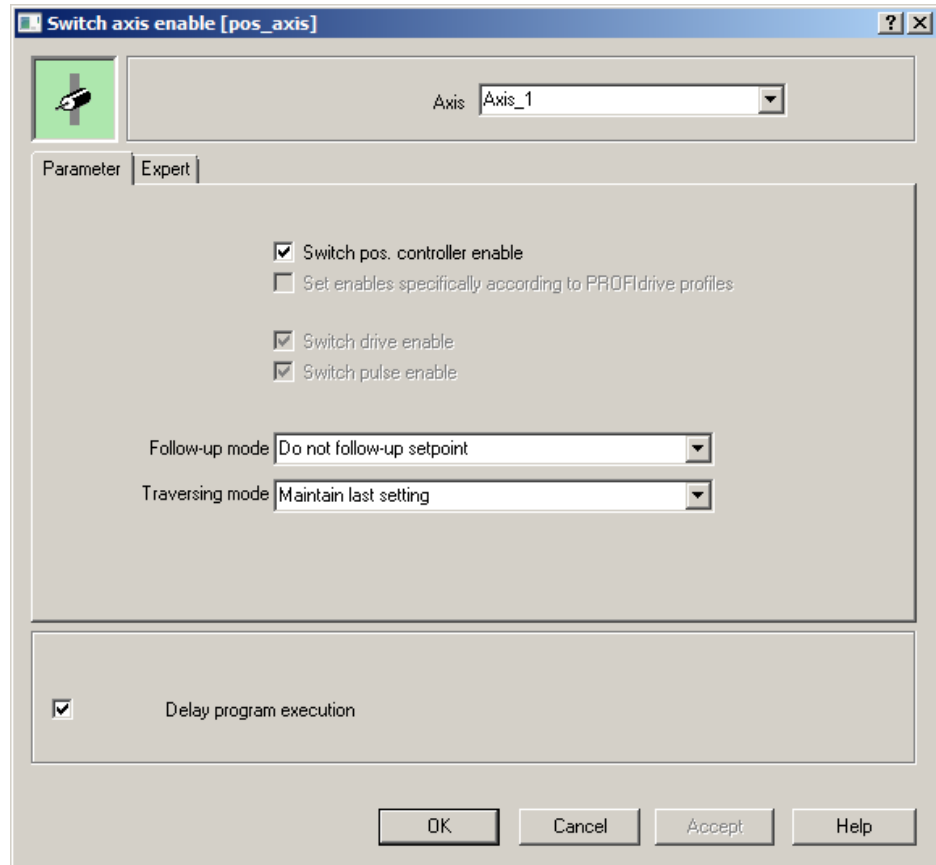 Switch axis enable [pos_axis]
Axis Axis_1
Parameter Expert
Switch pos. controller enable
Set enables specifically according to PROFIdrive profiles
Switch drive enable
Switch pulse enable
Follow-up mode Do not follow-up setpoint
Traversing mode Maintain last setting
Delay program execution
OK Cancel Accept Help